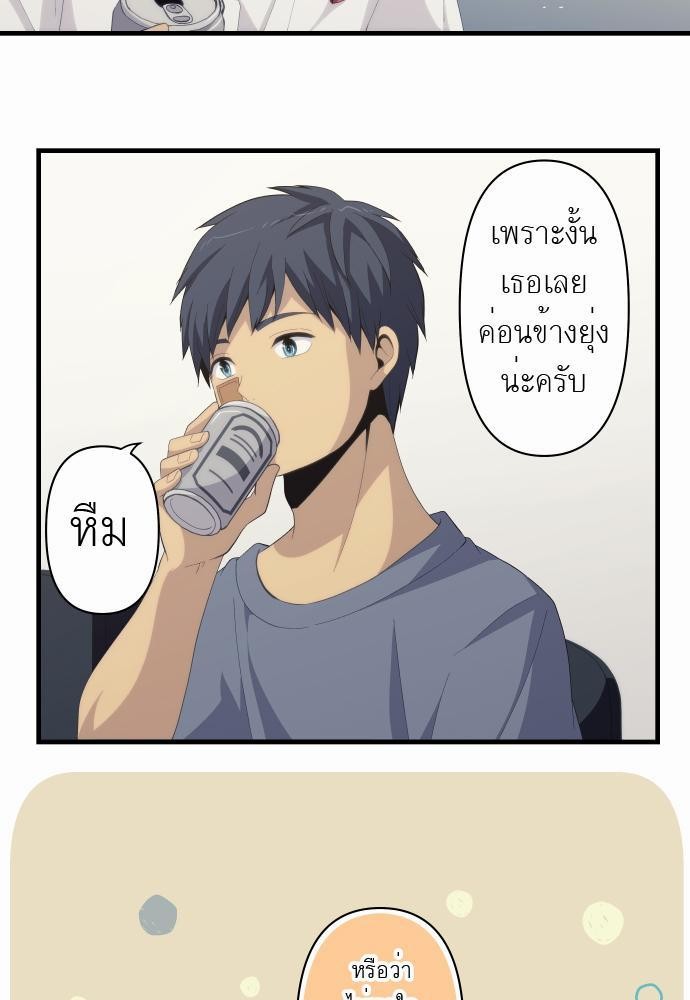 เพราะงั้น
เธอเลย
ค่อนข้างยุ่ง
น่ะครับ
หืม
หรือว่า